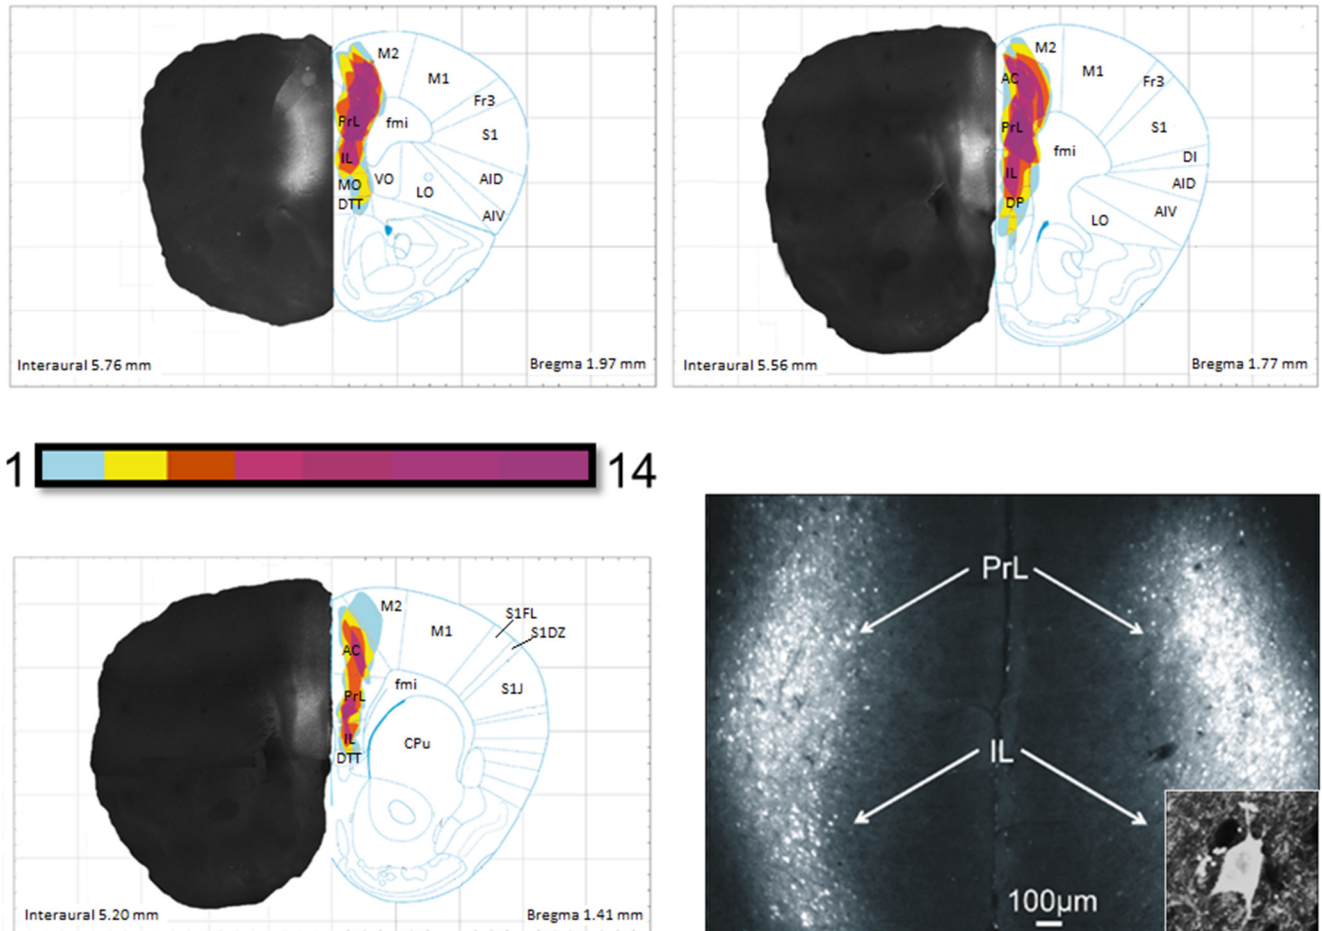 M2
M1
Fr3
S1
PrL
fmi
IL
MO
VO
LO
AID
DTT
AIV
Interaural 5.76 mm
Bregma 1.97 mm
M2
AC
M1
Fr3
PrL
S1
fmi
DI
IL
AID
DP
AIV
LO
Interaural 5.56 mm
Bregma 1.77 mm
1
14
M2
S1FL
M1
S1DZ
AC
fmi
S1J
PrL
IL
CPu
DTT
Interaural 5.20 mm
Bregma 1.41 mm
PrL
IL
100µm